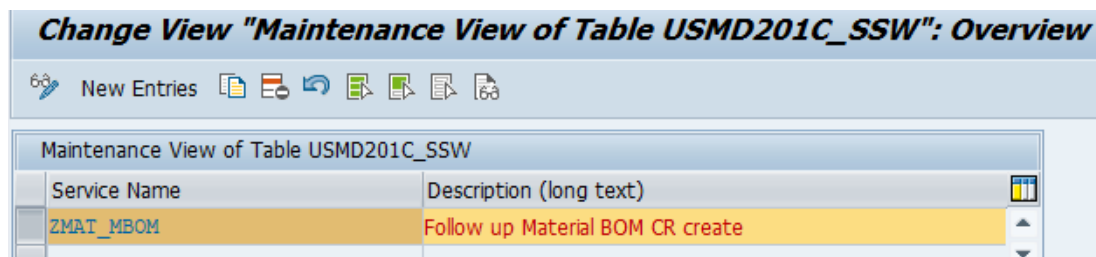 Change View "Maintenance View of Table USMD201C_SSW": Overview
New Entries
Maintenance View of Table USMD201C_SSW
Service Name Description (long text)
ZMAT_MBOM Follow up Material BOM CR create